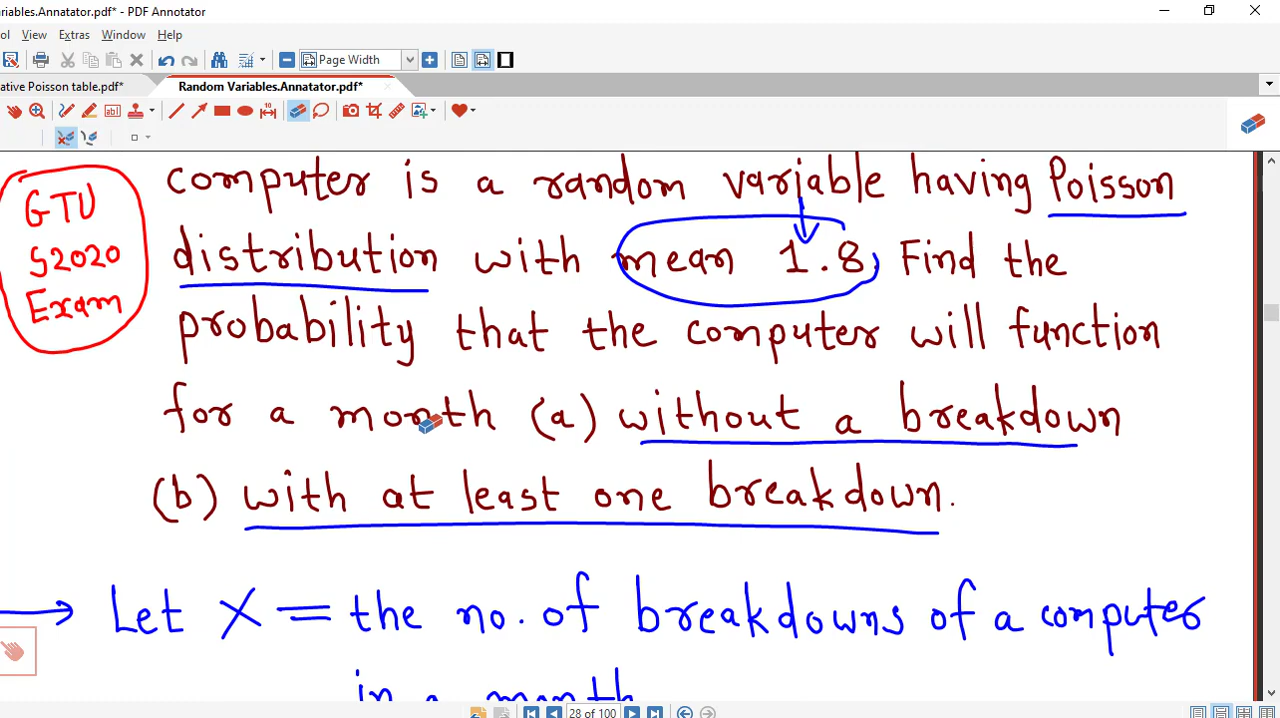 ariables.Annatator.pdf* - PDF Annotator
ol View Extras Window Help
Page Width
ative Poisson table.pdf* Random Variables.Annatator.pdf*
GTU
S2020
Exam
computer is a random variable having Poisson
distribution with mean 1.8. Find the
probability that the computer will function
for a month (a) without a breakdown
(b) with at least one breakdown.
→ Let X = the no. of breakdowns of a computer
in a month
28 of 100